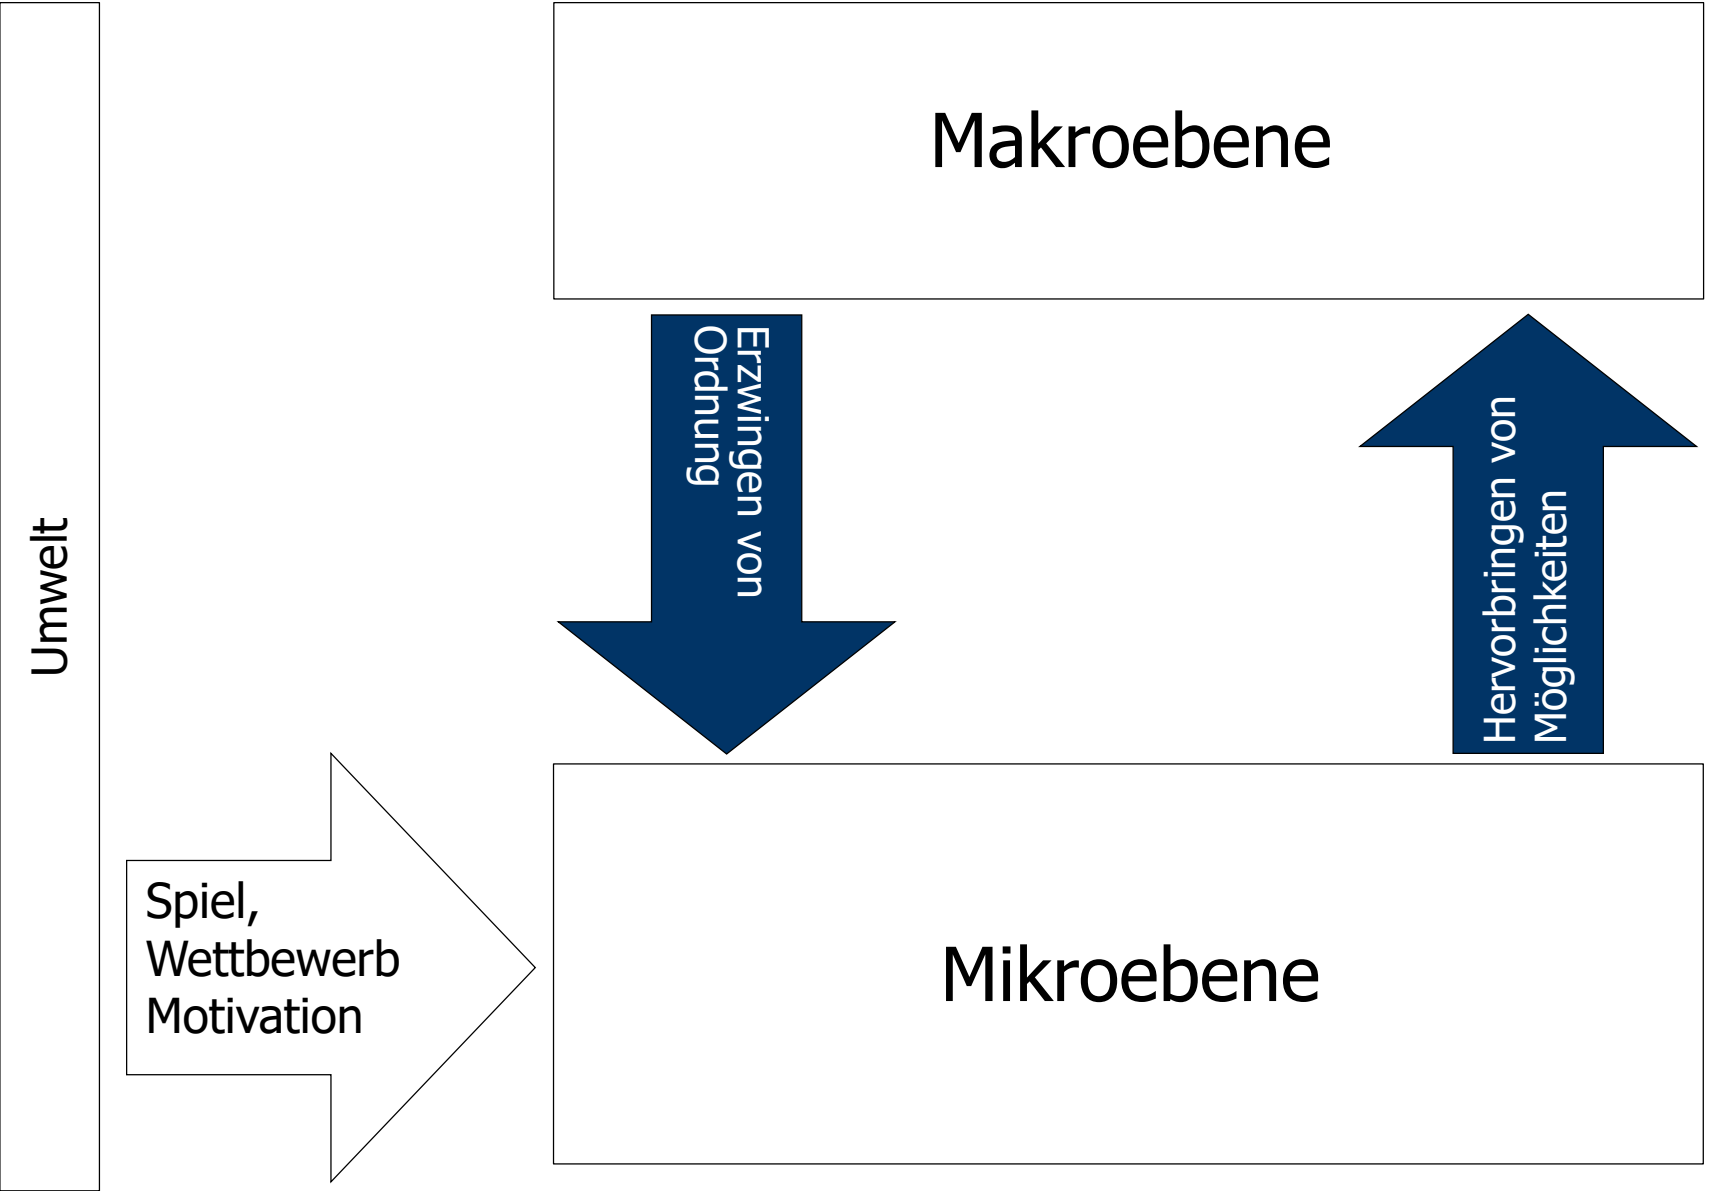 Makroebene
Erzwingen von
Ordnung
Hervorbringen von
Möglichkeiten
Umwelt
Spiel,
Wettbewerb
Motivation
Mikroebene